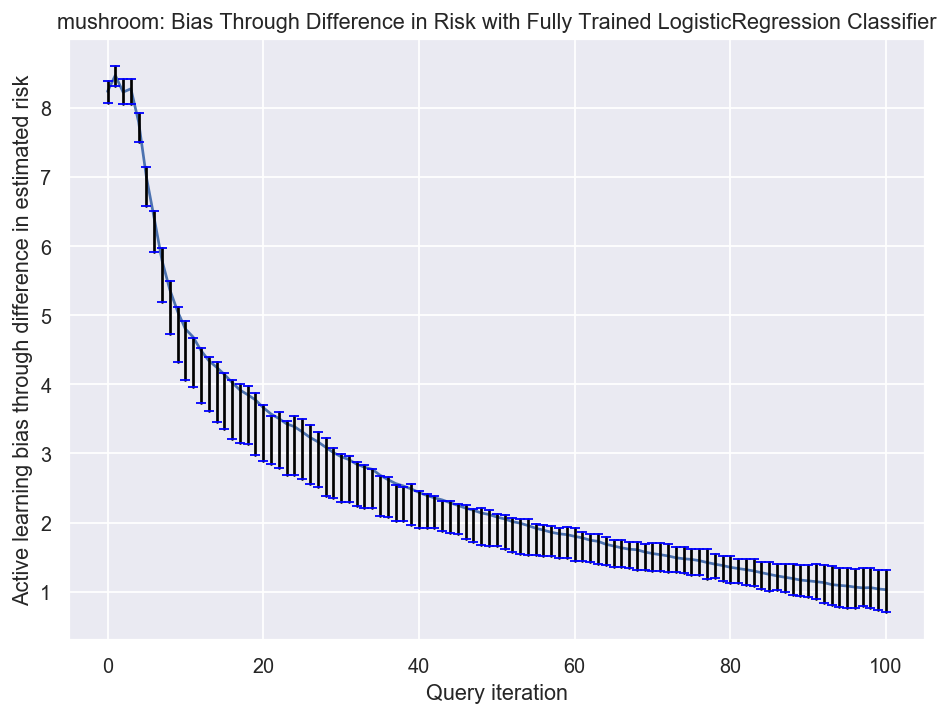 mushroom: Bias Through Difference in Risk with Fully Trained LogisticRegression Classifier
Active learning bias through difference in estimated risk
8
7
6
5
4
3
2
1
0 20 40 60 80 100
Query iteration